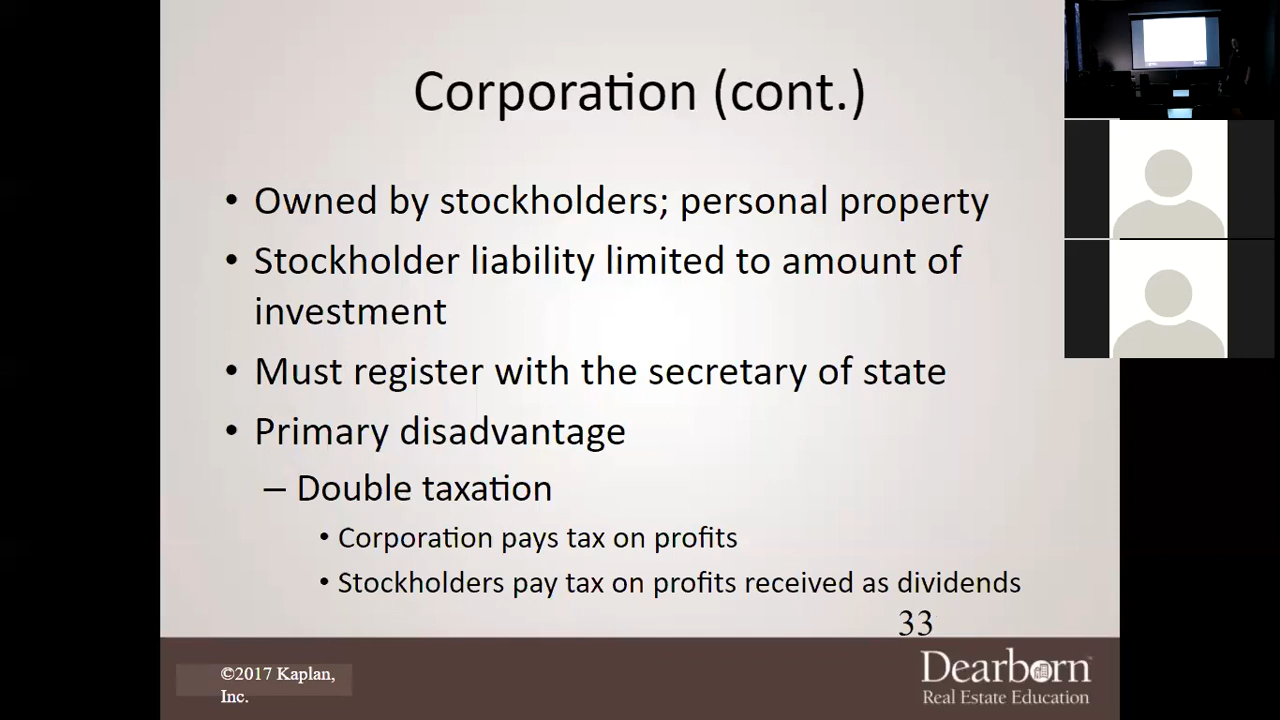 Corporation (cont.)
• Owned by stockholders; personal property
• Stockholder liability limited to amount of
investment
• Must register with the secretary of state
• Primary disadvantage
– Double taxation
• Corporation pays tax on profits
• Stockholders pay tax on profits received as dividends
33
©2017 Kaplan,
Inc.
Dearborn
Real Estate Education